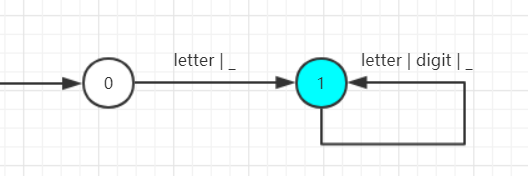 letter | _
letter | digit | _
0
1